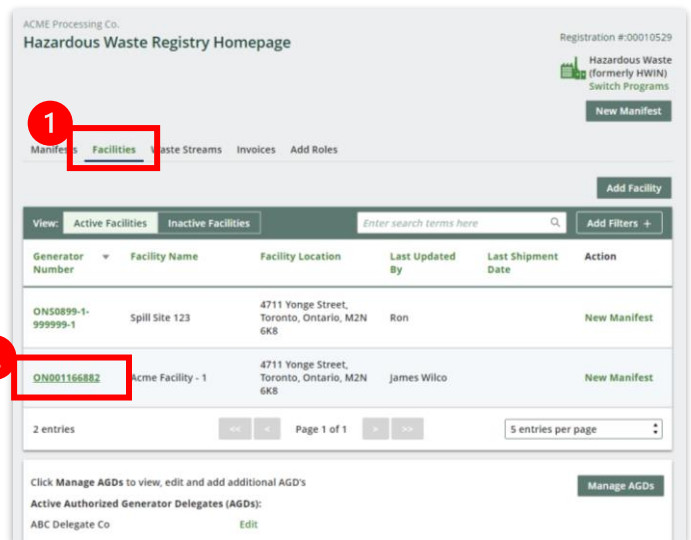 ACME Processing Co.
Hazardous Waste Registry Homepage
Registration #:00010529
Hazardous Waste
(formerly HWIN)
Switch Programs
New Manifest
1
Manifests Facilities Waste Streams Invoices Add Roles
Add Facility
View: Active Facilities Inactive Facilities Enter search terms here Add Filters +
Generator Number Facility Name Facility Location Last Updated By Last Shipment Date Action
ONS0899-1-999999-1 Spill Site 123 4711 Yonge Street, Toronto, Ontario, M2N 6K8 Ron New Manifest
ON001166882 Acme Facility - 1 4711 Yonge Street, Toronto, Ontario, M2N 6K8 James Wilco New Manifest
2 entries << < Page 1 of 1 > >> 5 entries per page
Click Manage AGDs to view, edit and add additional AGD's
Manage AGDs
Active Authorized Generator Delegates (AGDs):
ABC Delegate Co Edit